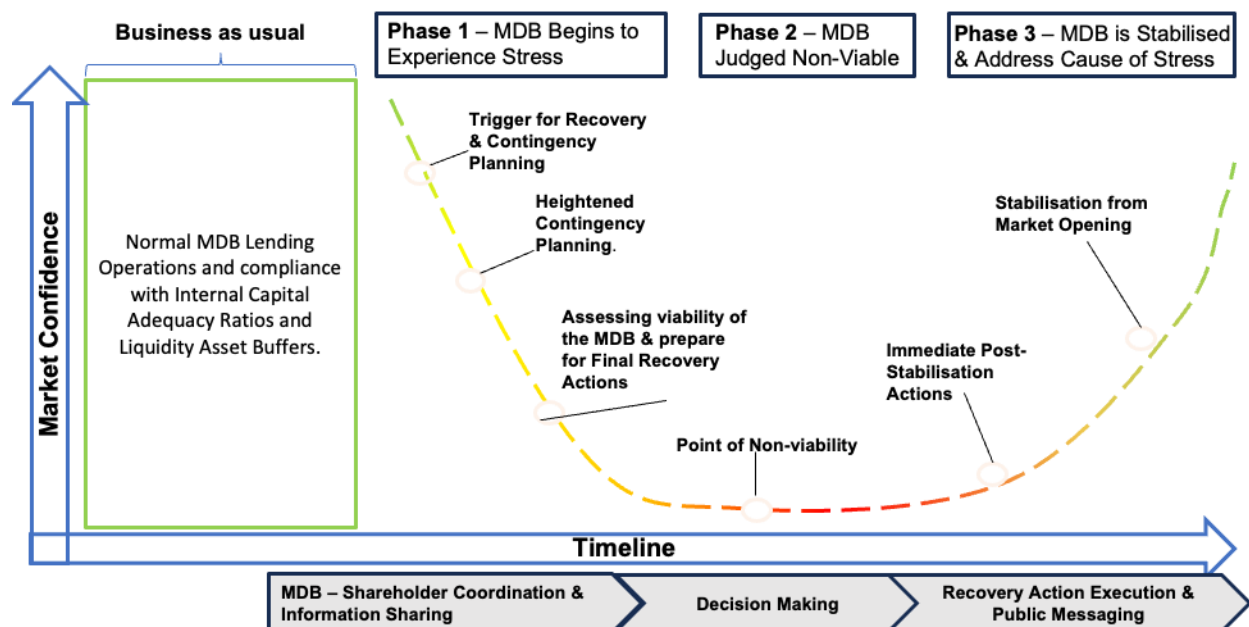 Business as usual
Phase 1 – MDB Begins to
Experience Stress
Phase 2 – MDB
Judged Non-Viable
Phase 3 – MDB is Stabilised
& Address Cause of Stress
Market Confidence
Normal MDB Lending
Operations and compliance
with Internal Capital
Adequacy Ratios and
Liquidity Asset Buffers.
Trigger for Recovery
& Contingency
Planning
Heightened
Contingency
Planning.
Assessing viability of
the MDB & prepare
for Final Recovery
Actions
Point of Non-viability
Immediate Post-
Stabilisation
Actions
Stabilisation from
Market Opening
Timeline
MDB – Shareholder Coordination &
Information Sharing
Decision Making
Recovery Action Execution &
Public Messaging